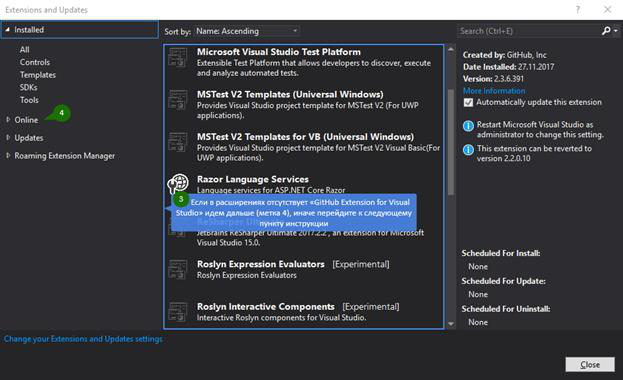 Extensions and Updates
?
Installed
All
Controls
Templates
SDKs
Tools
4
Online
Updates
Roaming Extension Manager
Sort by: Name: Ascending
Microsoft Visual Studio Test Platform
Extensible Test Platform that allows developers to discover, execute
and analyze automated tests.
MSTest V2 Templates (Universal Windows)
Provides Visual Studio project template for MSTest V2 (For UWP
applications).
MSTest V2 Templates for VB (Universal Windows)
Provides Visual Studio project template for MSTest V2 Visual Basic(For
UWP applications).
Razor Language Services
Language services for ASP.NET Core Razor
3
Если в расширениях отсутствует «GitHub Extension for Visual
Studio» идем дальше (метка 4), иначе перейдите к следующему
пункту инструкции
ReSharper Ultimate
JetBrains ReSharper Ultimate 2017.2.2 , an extension for Microsoft
Visual Studio 15.0.
Roslyn Expression Evaluators [Experimental]
Roslyn Expression Evaluators
Roslyn Interactive Components [Experimental]
Interactive Roslyn components for Visual Studio.
Search (Ctrl+E)
Created by: GitHub, Inc
Date Installed: 27.11.2017
Version: 2.3.6.391
More Information
Automatically update this extension
Restart Microsoft Visual Studio as
administrator to change this setting.
This extension can be reverted to
version 2.2.0.10
Scheduled For Install:
None
Scheduled For Update:
None
Scheduled For Uninstall:
None
Change your Extensions and Updates settings
Close